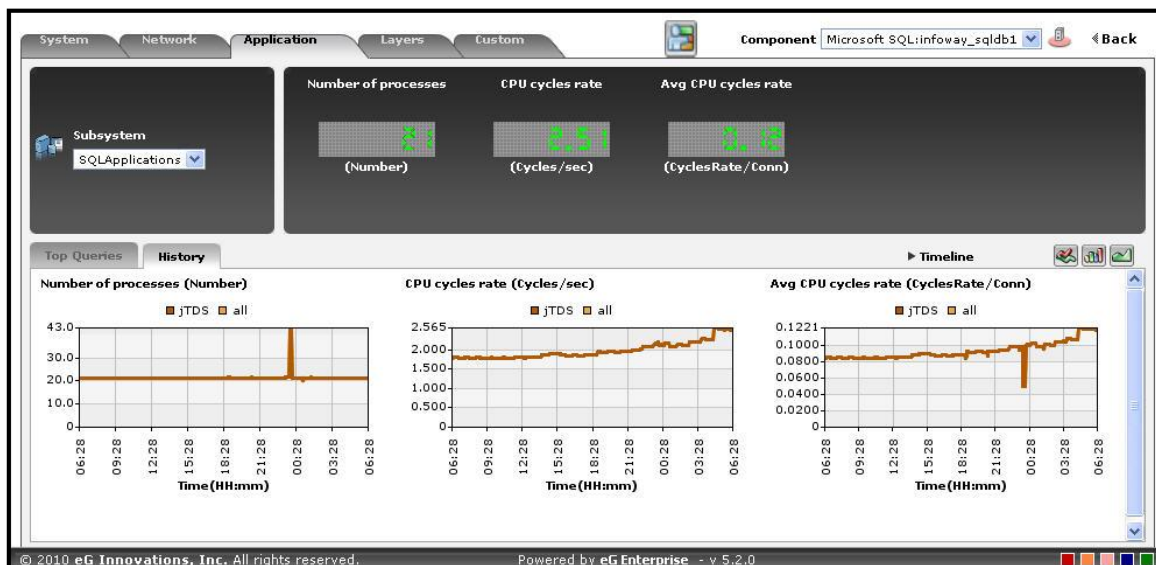 System Network Application Layers Custom Component Microsoft SQL:infoway_sqldb1 Back
Number of processes CPU cycles rate Avg CPU cycles rate
Subsystem
SQLApplications
21 2.51 0.12
(Number) (Cycles/sec) (CyclesRate/Conn)
Top Queries History Timeline
Number of processes (Number) CPU cycles rate (Cycles/sec) Avg CPU cycles rate (CyclesRate/Conn)
jTDS all jTDS all jTDS all
43.0 2.565 0.1221
30.0 2.000 0.1000
20.0 1.500 0.0800
10.0 1.000 0.0600
0 0.500 0.0400
0 0.0200
0
06:28 09:28 12:28 15:28 18:28 21:28 00:28 03:28 06:28
06:28 09:28 12:28 15:28 18:28 21:28 00:28 03:28 06:28
06:28 09:28 12:28 15:28 18:28 21:28 00:28 03:28 06:28
Time(HH:mm) Time(HH:mm) Time(HH:mm)
© 2010 eG Innovations, Inc. All rights reserved. Powered by eG Enterprise - v 5.2.0